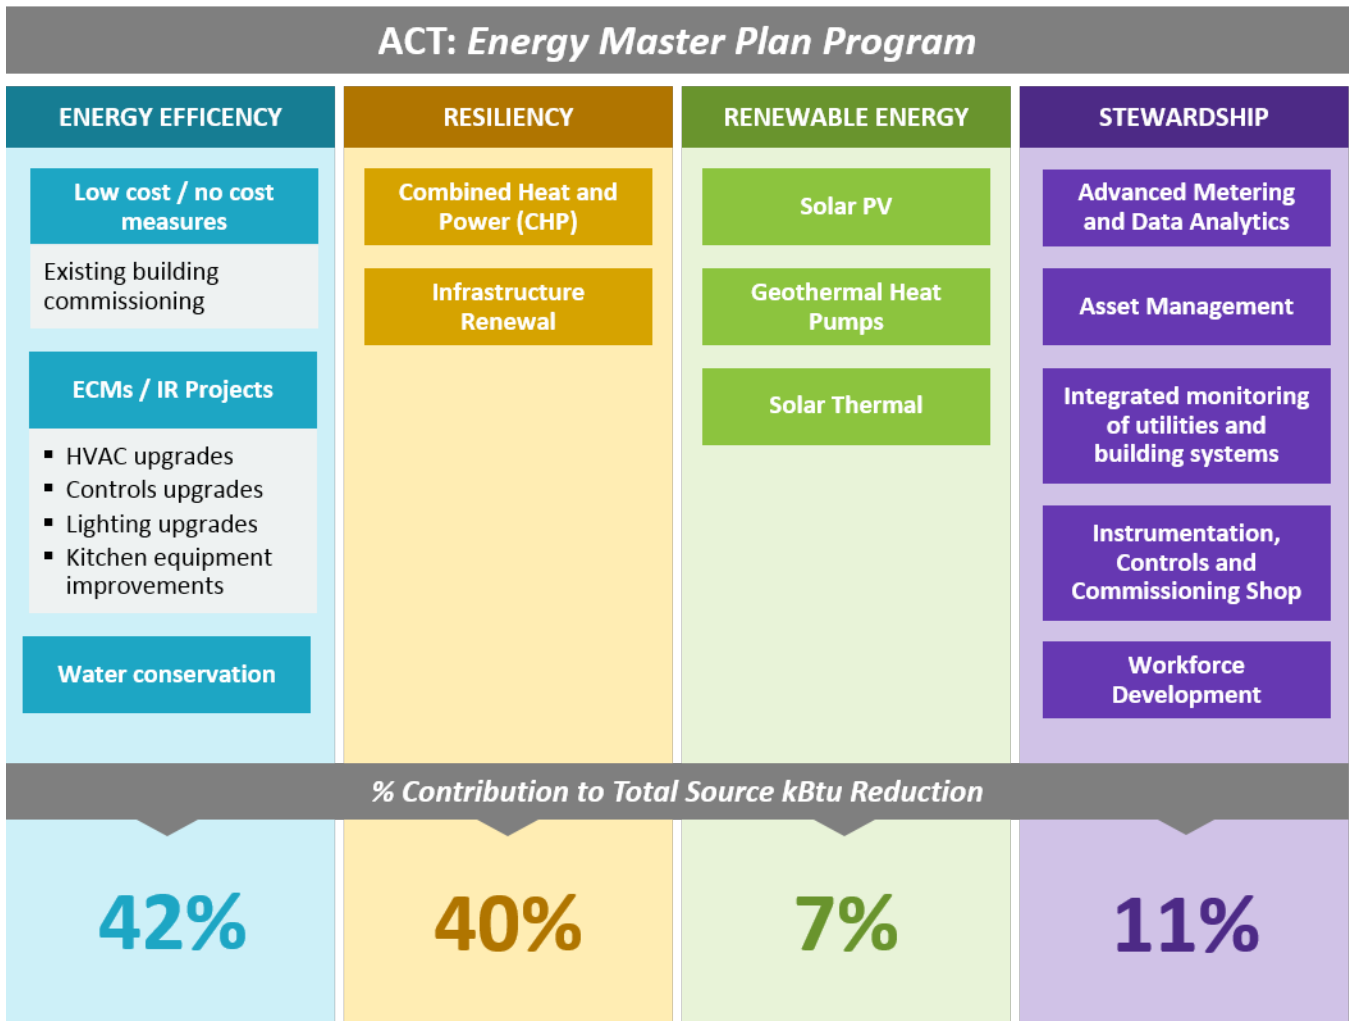 ACT: Energy Master Plan Program
ENERGY EFFICENCY
Low cost / no cost
measures
Existing building
commissioning
ECMs / IR Projects
▪ HVAC upgrades
▪ Controls upgrades
▪ Lighting upgrades
▪ Kitchen equipment
improvements
Water conservation
RESILIENCY
Combined Heat and
Power (CHP)
Infrastructure
Renewal
RENEWABLE ENERGY
Solar PV
Geothermal Heat
Pumps
Solar Thermal
STEWARDSHIP
Advanced Metering
and Data Analytics
Asset Management
Integrated monitoring
of utilities and
building systems
Instrumentation,
Controls and
Commissioning Shop
Workforce
Development
% Contribution to Total Source kBtu Reduction
42%
40%
7%
11%